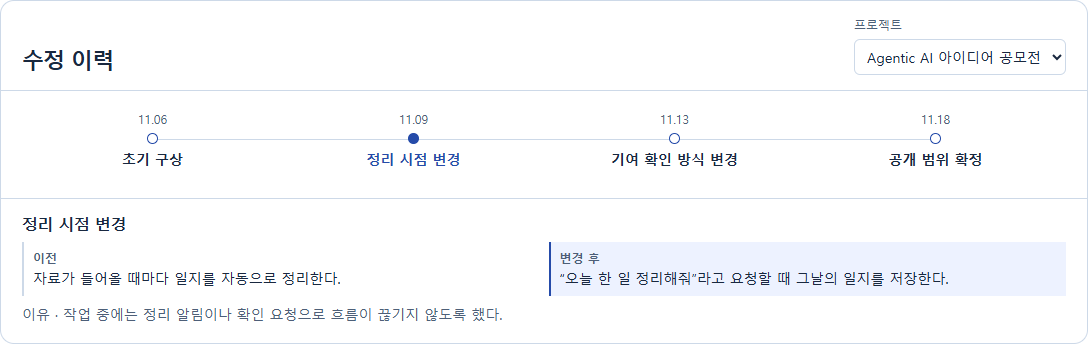 프로젝트
수정 이력
Agentic AI 아이디어 공모전
11.06
11.09
11.13
11.18
초기 구상
정리 시점 변경
기여 확인 방식 변경
공개 범위 확정
정리 시점 변경
이전
자료가 들어올 때마다 일지를 자동으로 정리한다.
변경 후
“오늘 한 일 정리해줘”라고 요청할 때 그날의 일지를 저장한다.
이유 · 작업 중에는 정리 알림이나 확인 요청으로 흐름이 끊기지 않도록 했다.